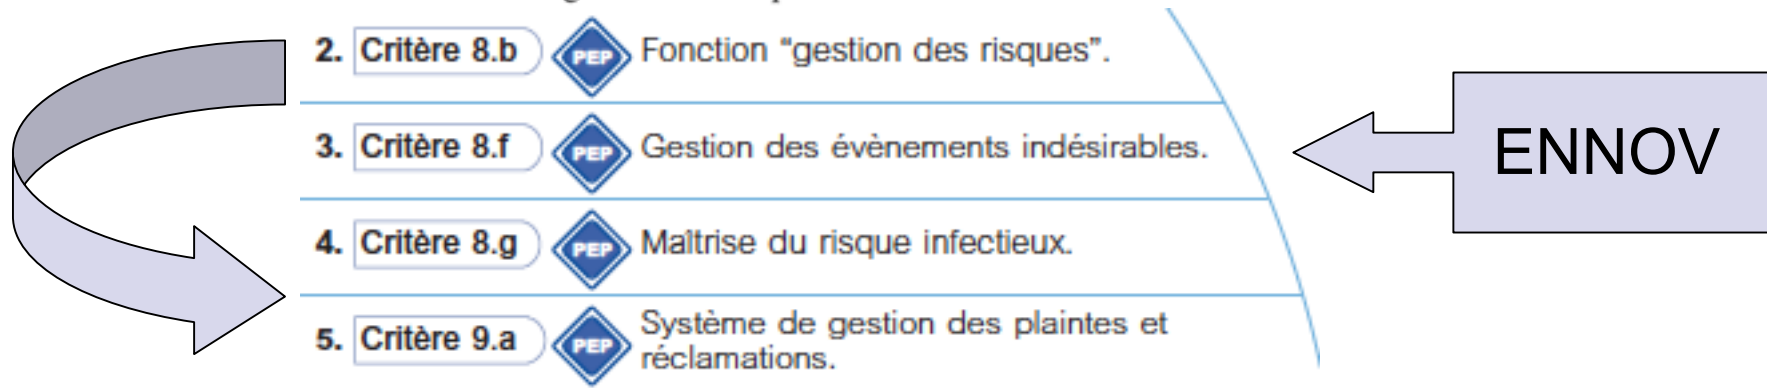 2. Critère 8.b PEP Fonction “gestion des risques”.
3. Critère 8.f PEP Gestion des évènements indésirables.
ENNOV
4. Critère 8.g PEP Maîtrise du risque infectieux.
5. Critère 9.a PEP Système de gestion des plaintes et
réclamations.